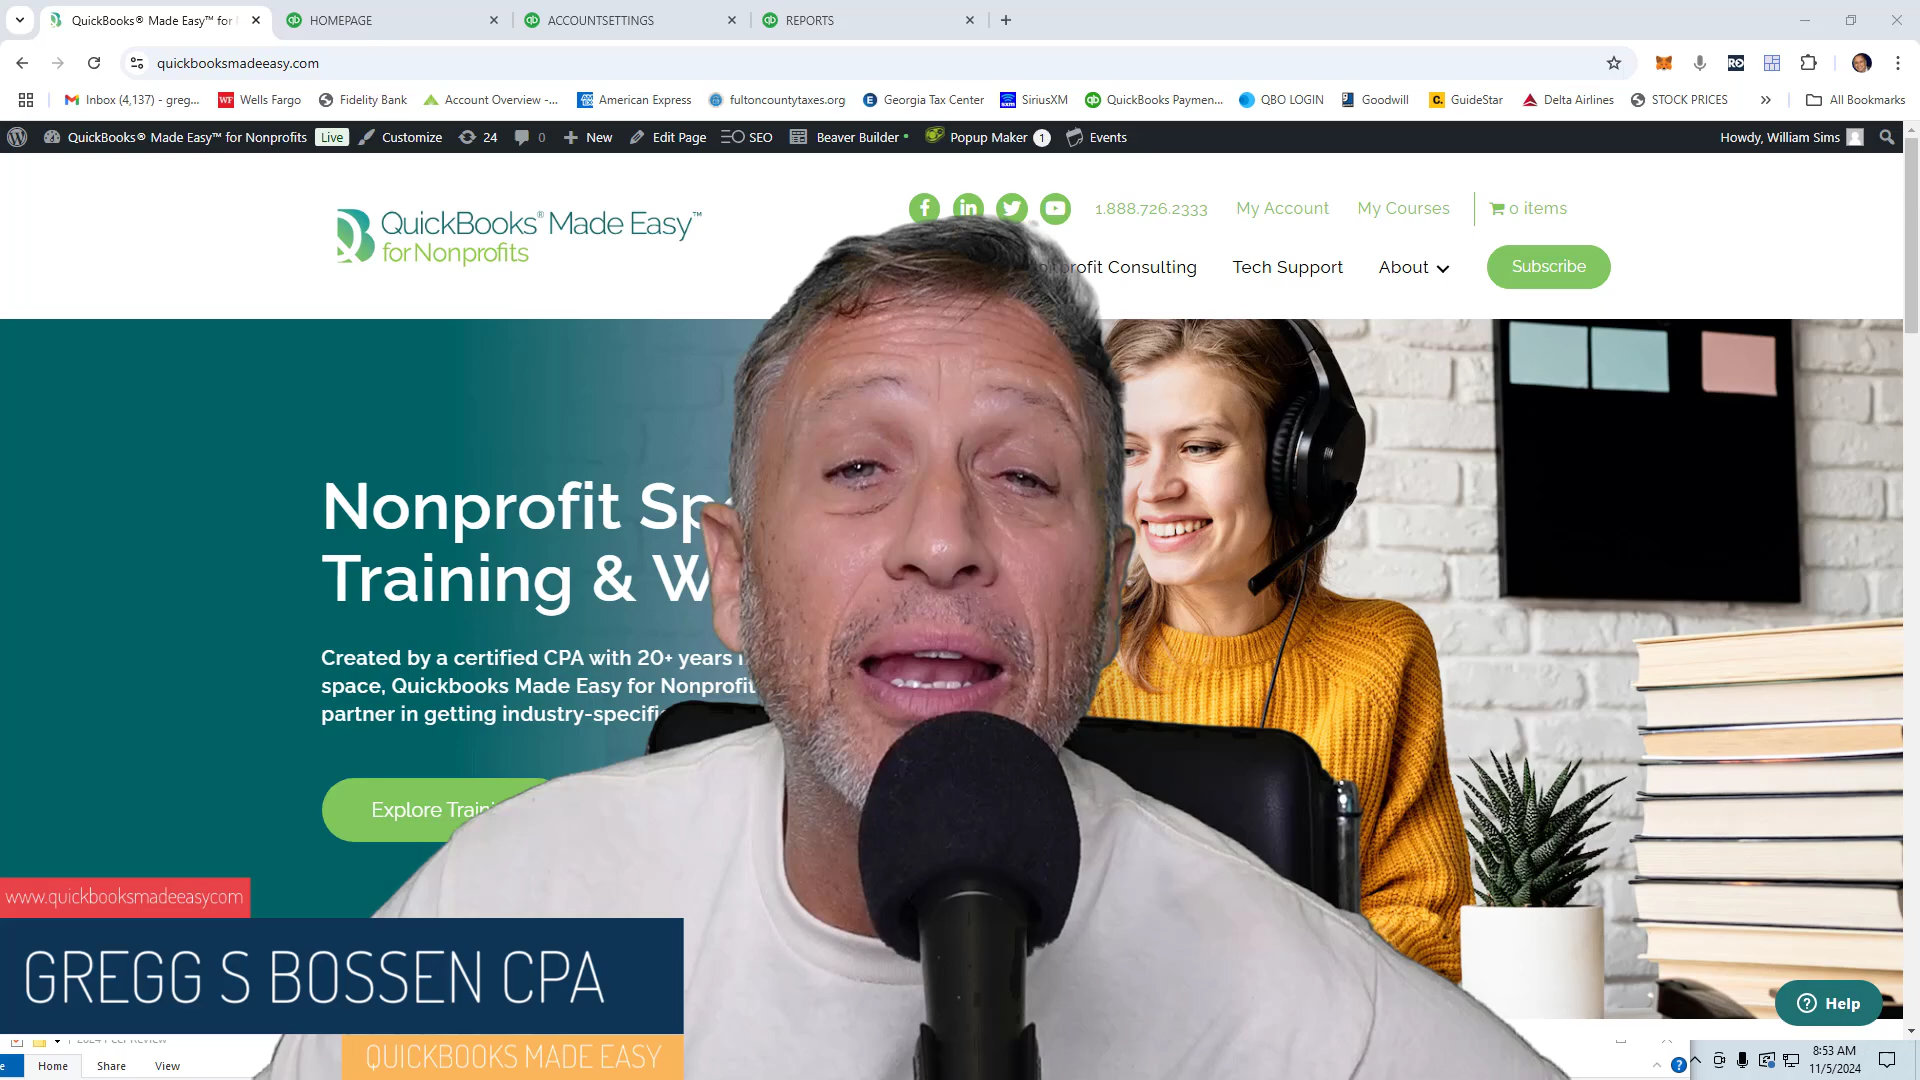 QuickBooks® Made Easy™ for
HOMEPAGE
ACCOUNTSETTINGS
REPORTS
quickbooksmadeeasy.com
Inbox (4,137) - greg...
Wells Fargo
Fidelity Bank
Account Overview -...
American Express
fultoncountytaxes.org
Georgia Tax Center
SiriusXM
QuickBooks Paymen...
QBO LOGIN
Goodwill
GuideStar
Delta Airlines
STOCK PRICES
All Bookmarks
QuickBooks® Made Easy™ for Nonprofits
Live
Customize
24
0
New
Edit Page
SEO
Beaver Builder
Popup Maker 1
Events
Howdy, William Sims
QuickBooks® Made Easy™
for Nonprofits
1.888.726.2333
My Account
My Courses
0 items
profit Consulting
Tech Support
About
Subscribe
Nonprofit Sp
Training & W
Created by a certified CPA with 20+ years
space, Quickbooks Made Easy for Nonprofit
partner in getting industry-specifi
Explore Traini
www.quickbooksmadeeasy.com
GREGG S BOSSEN CPA
QUICKBOOKS MADE EASY
Help
Home
Share
View
8:53 AM
11/5/2024